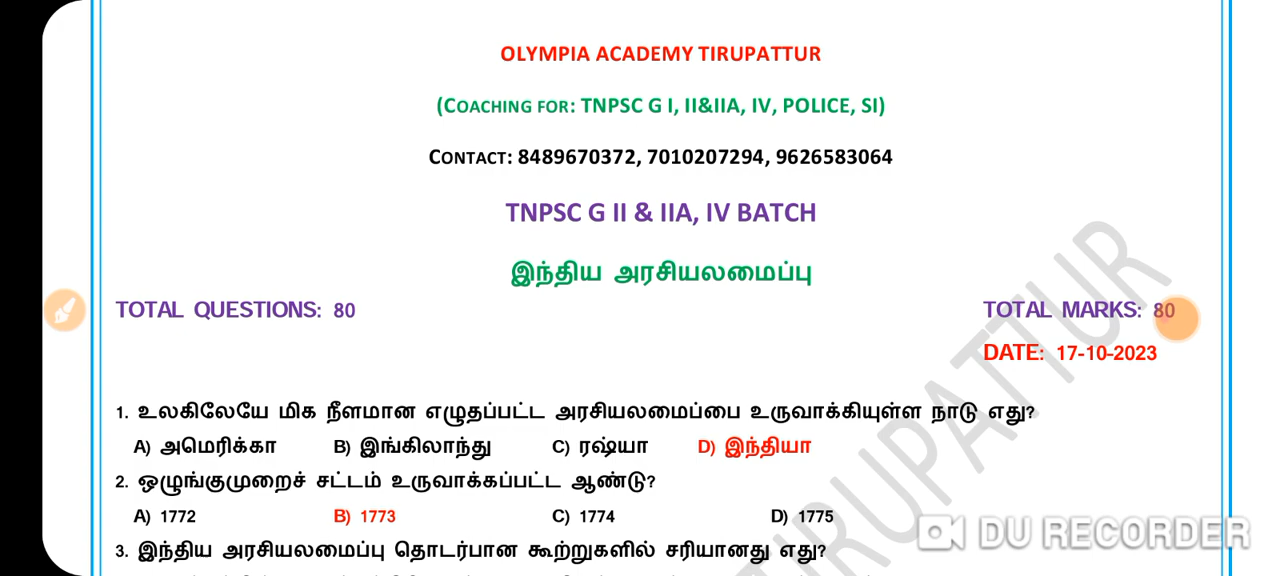 OLYMPIA ACADEMY TIRUPATTUR
(COACHING FOR: TNPSC G I, II&IIA, IV, POLICE, SI)
CONTACT: 8489670372, 7010207294, 9626583064
TNPSC G II & IIA, IV BATCH
இந்திய அரசியலமைப்பு
TOTAL QUESTIONS: 80 TOTAL MARKS: 80
DATE: 17-10-2023
1. உலகிலேயே மிக நீளமான எழுதப்பட்ட அரசியலமைப்பை உருவாக்கியுள்ள நாடு எது?
A) அமெரிக்கா B) இங்கிலாந்து C) ரஷ்யா D) இந்தியா
2. ஒழுங்குமுறைச் சட்டம் உருவாக்கப்பட்ட ஆண்டு?
A) 1772 B) 1773 C) 1774 D) 1775
3. இந்திய அரசியலமைப்பு தொடர்பான கூற்றுகளில் சரியானது எது?
TIRUPATTUR
DU RECORDER